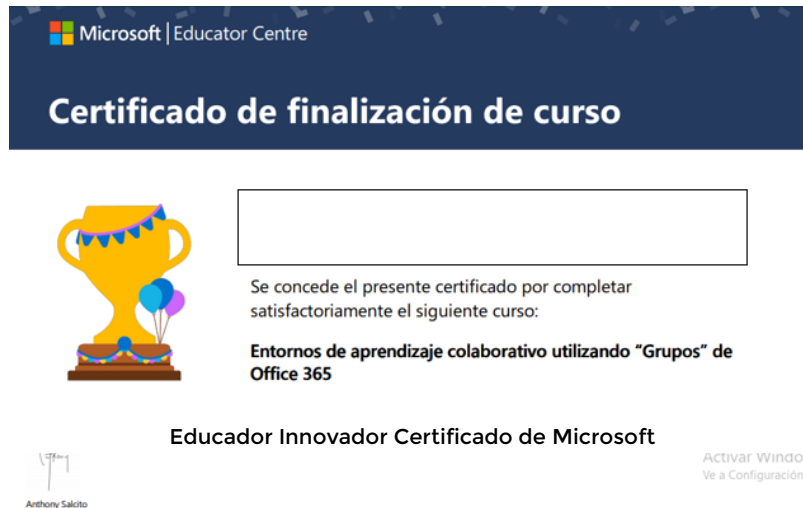 Microsoft | Educator Centre
Certificado de finalización de curso
Se concede el presente certificado por completar
satisfactoriamente el siguiente curso:
Entornos de aprendizaje colaborativo utilizando “Grupos” de
Office 365
Educador Innovador Certificado de Microsoft
Activar Windo
Ve a Configuración
Anthony Salcito